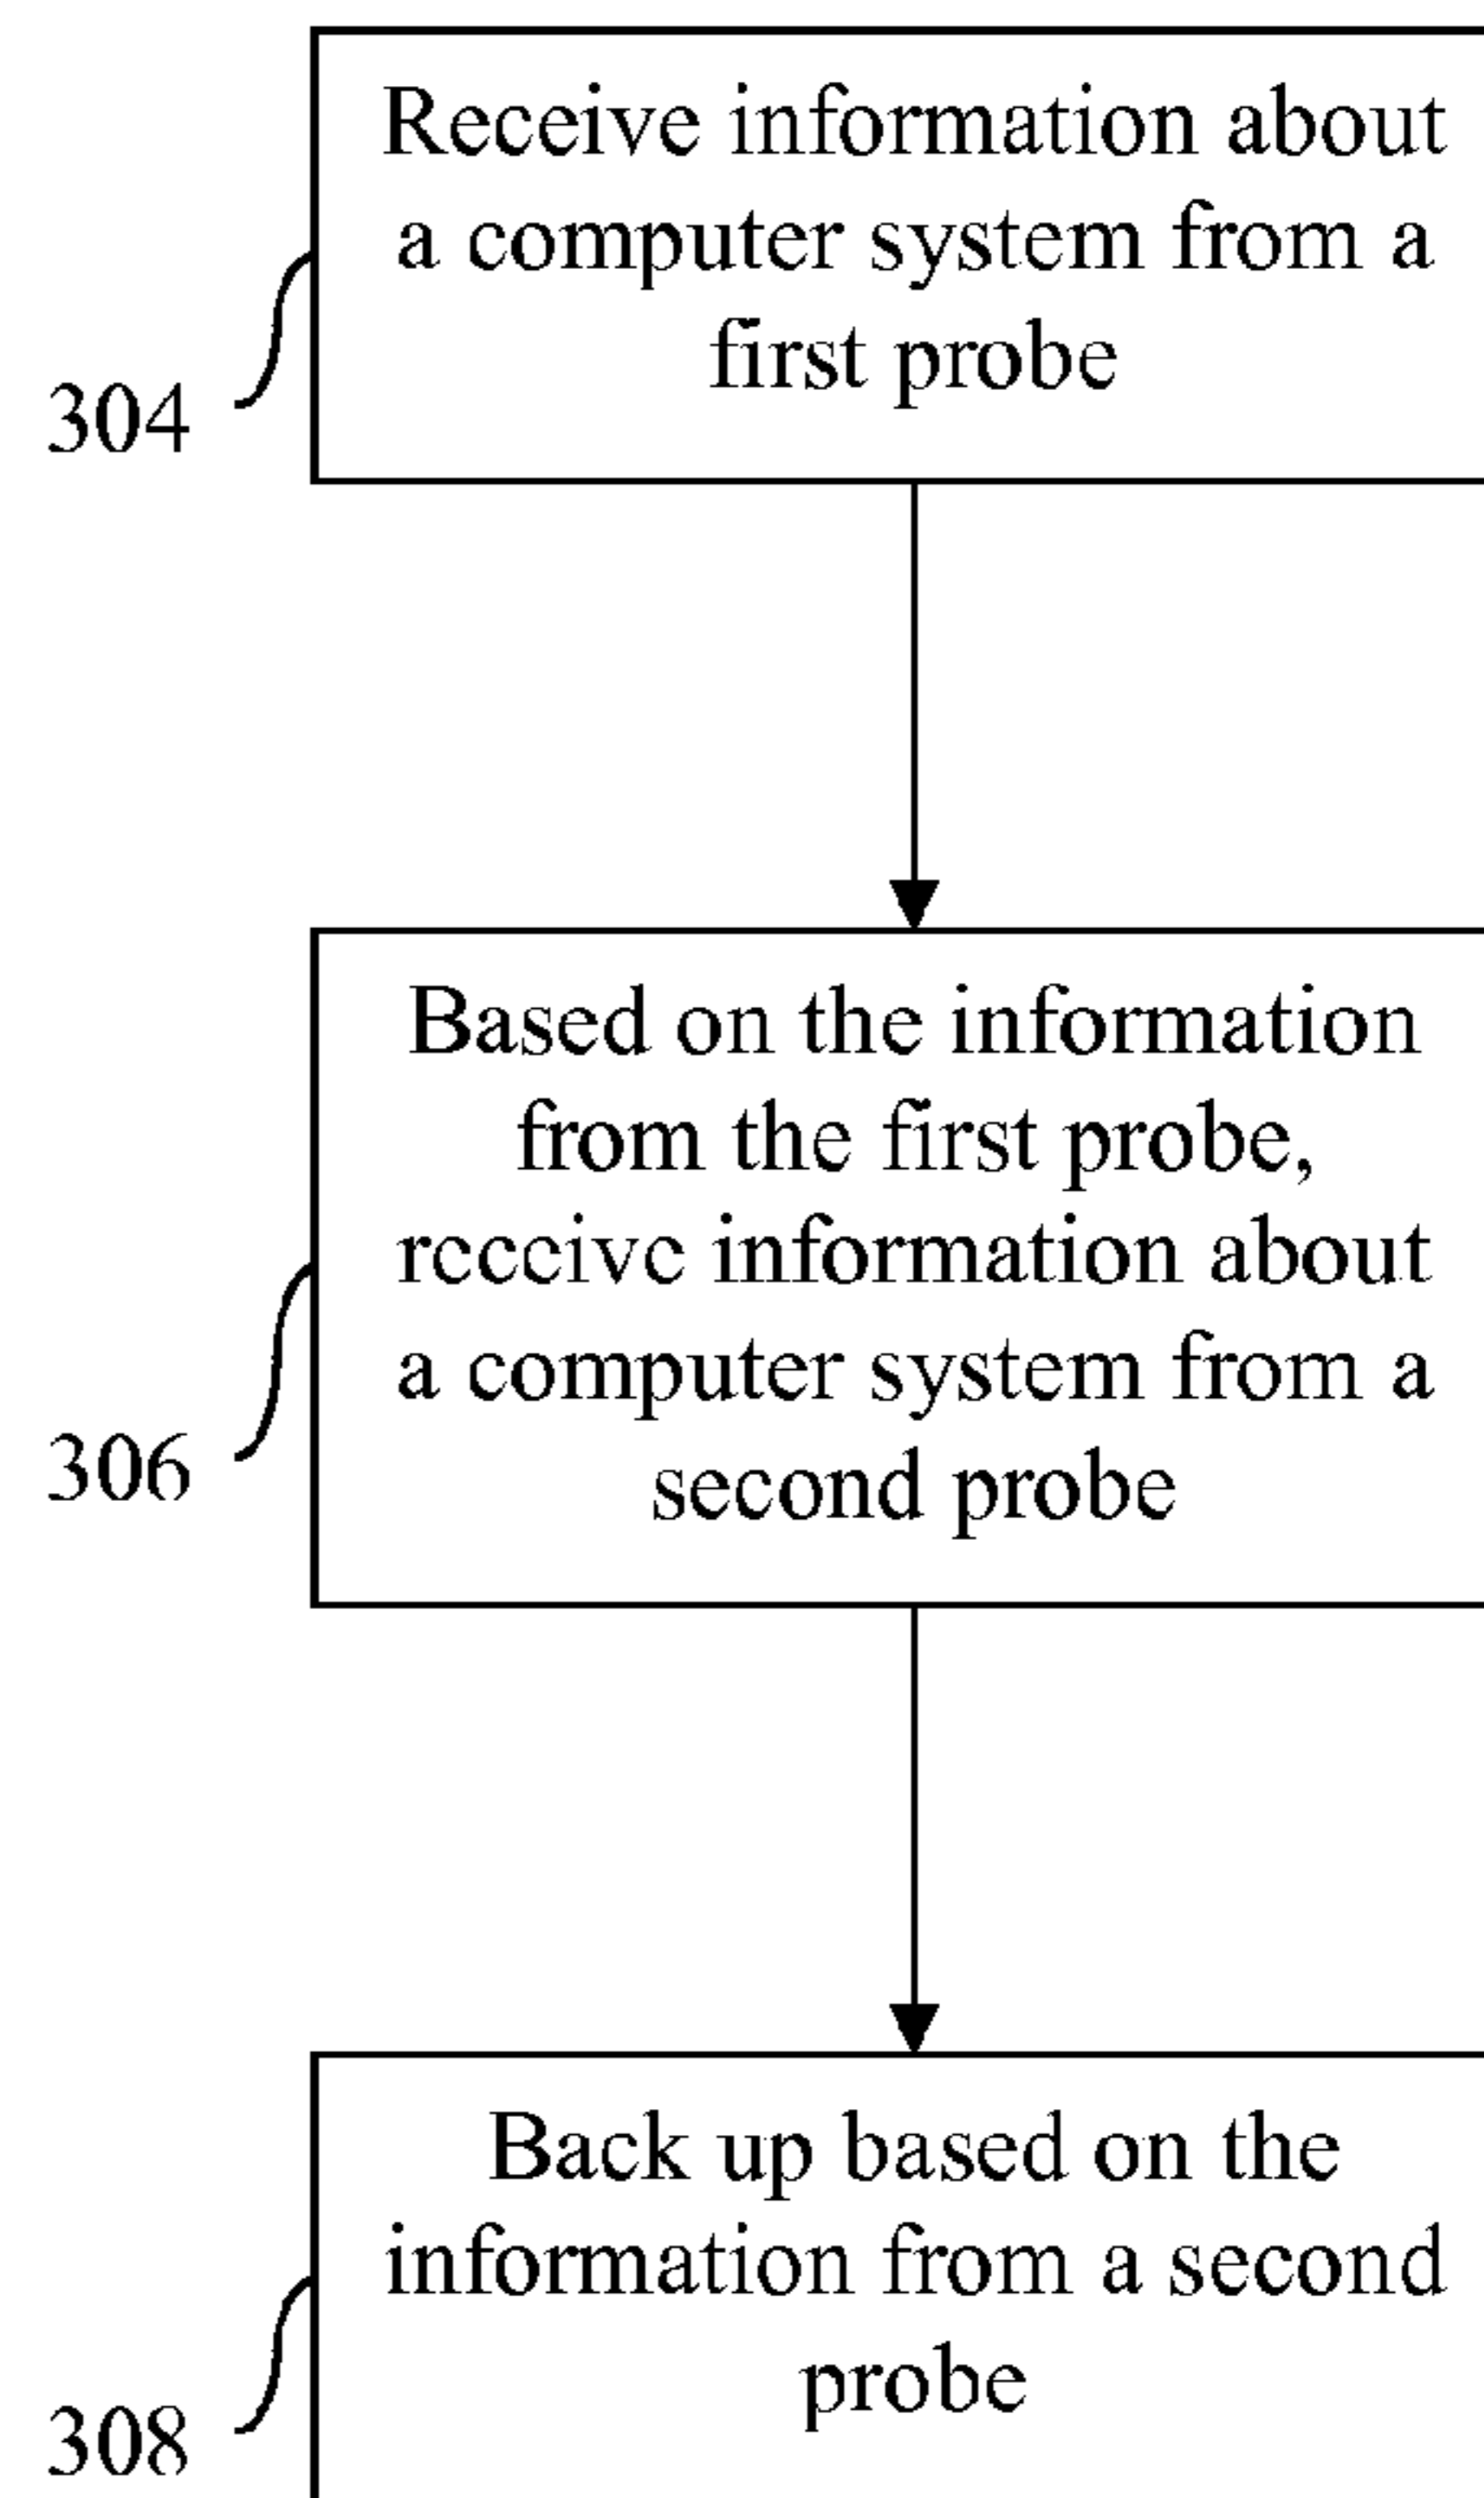 Receive information about
a computer system from a
first probe
304
Based on the information
from the first probe,
receive information about
a computer system from a
second probe
306
Back up based on the
information from a second
probe
308